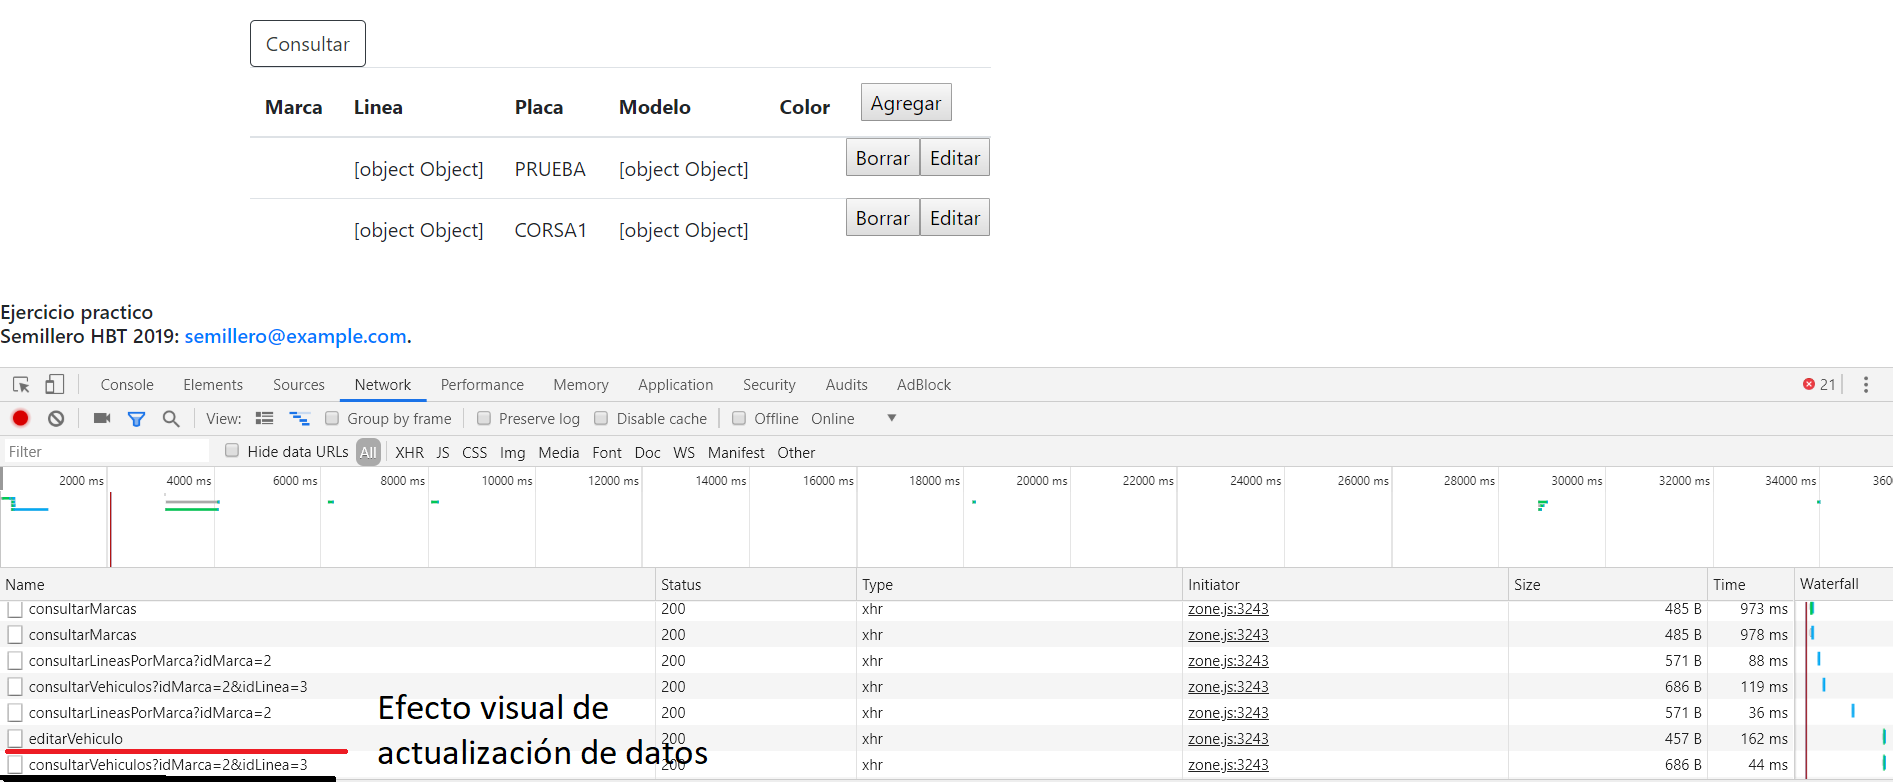 Consultar
Marca Linea Placa Modelo Color Agregar
[object Object] PRUEBA [object Object] Borrar Editar
[object Object] CORSA1 [object Object] Borrar Editar
Ejercicio practico
Semillero HBT 2019: semillero@example.com.
Console Elements Sources Network Performance Memory Application Security Audits AdBlock 21
View: Group by frame Preserve log Disable cache Offline Online
Filter Hide data URLs All XHR JS CSS Img Media Font Doc WS Manifest Other
2000 ms 4000 ms 6000 ms 8000 ms 10000 ms 12000 ms 14000 ms 16000 ms 18000 ms 20000 ms 22000 ms 24000 ms 26000 ms 28000 ms 30000 ms 32000 ms 34000 ms 3600
Name Status Type Initiator Size Time Waterfall
consultarMarcas 200 xhr zone.js:3243 485 B 973 ms
consultarMarcas 200 xhr zone.js:3243 485 B 978 ms
consultarLineasPorMarca?idMarca=2 200 xhr zone.js:3243 571 B 88 ms
consultarVehiculos?idMarca=2&idLinea=3 200 xhr zone.js:3243 686 B 119 ms
consultarLineasPorMarca?idMarca=2 200 xhr zone.js:3243 571 B 36 ms
editarVehiculo xhr zone.js:3243 457 B 162 ms
consultarVehiculos?idMarca=2&idLinea=3 200 xhr zone.js:3243 686 B 44 ms
Efecto visual de
actualización de datos